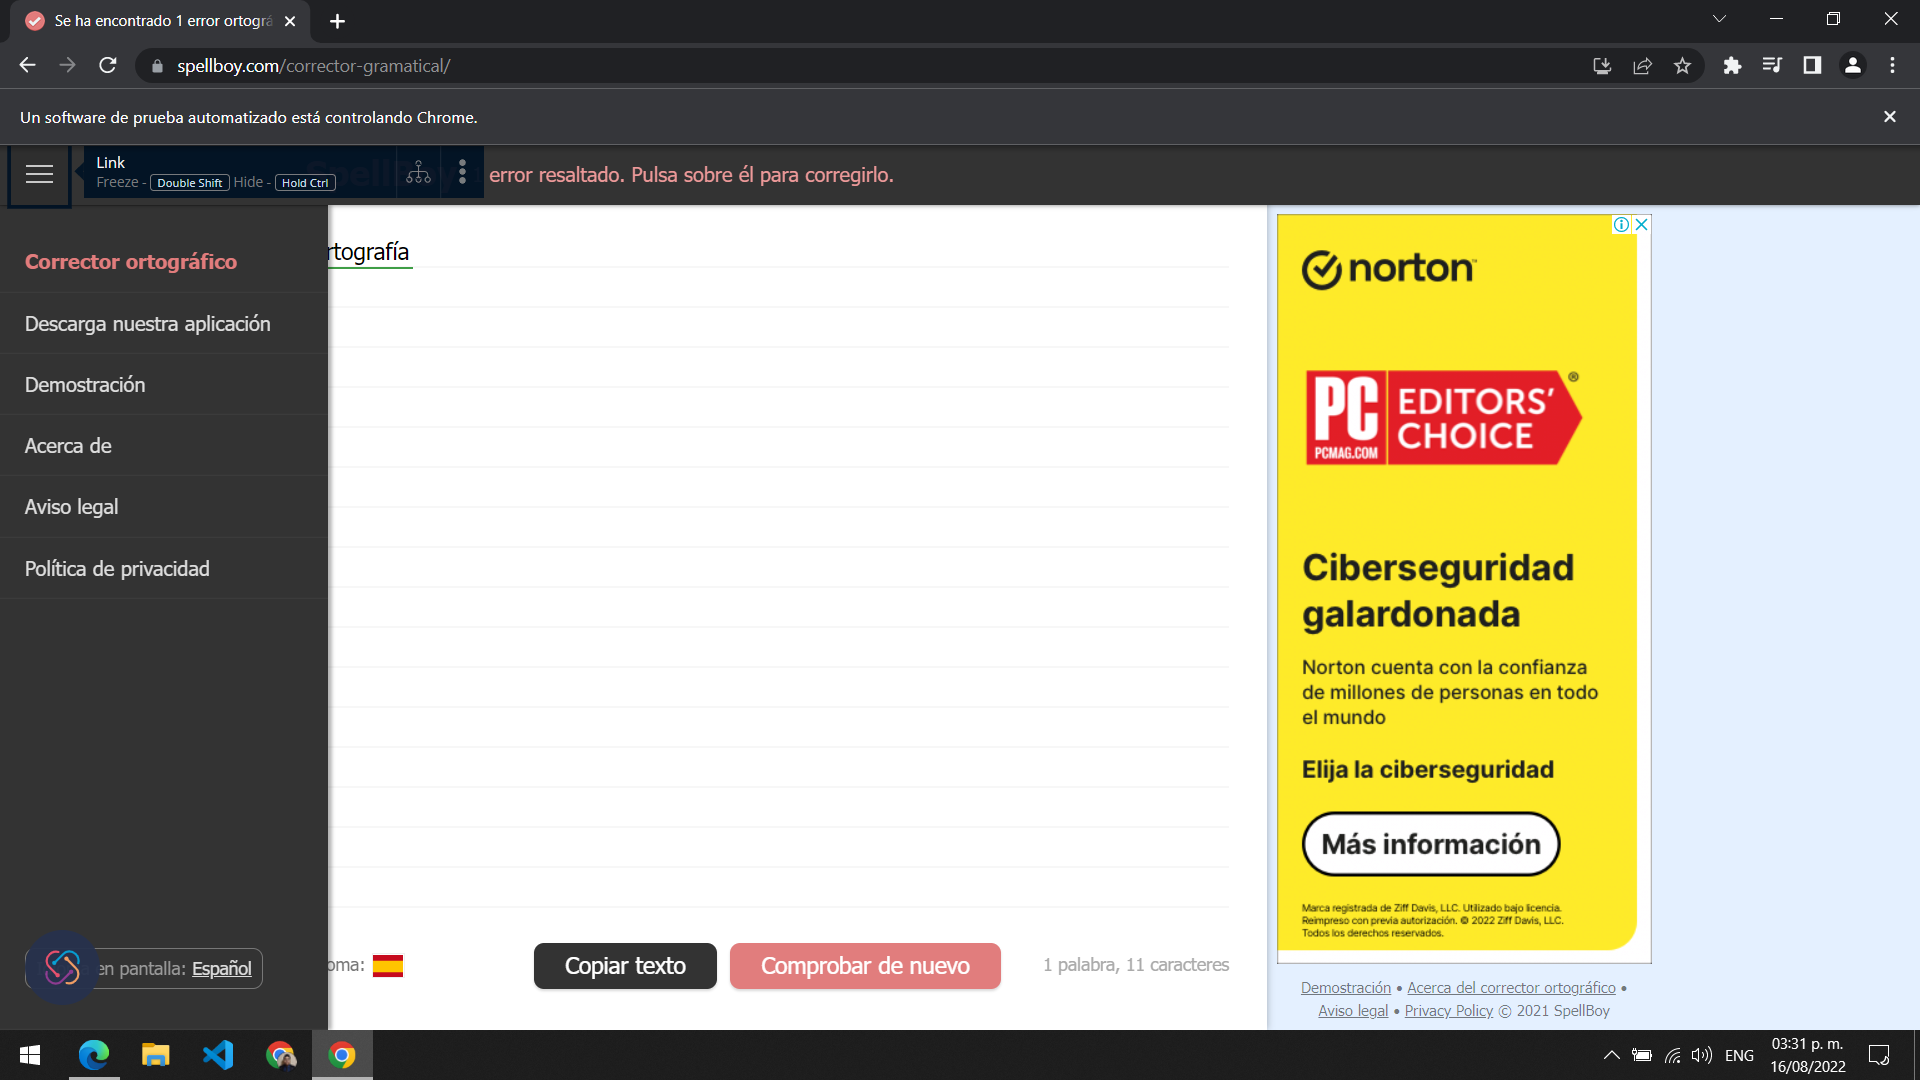 Se ha encontrado 1 error ortogra
spellboy.com/corrector-gramatical/
Un software de prueba automatizado está controlando Chrome.
Link
Freeze - Double Shift Hide - Hold Ctrl
SpellB
error resaltado. Pulsa sobre él para corregirlo.
Corrector ortográfico
Descarga nuestra aplicación
Demostración
Acerca de
Aviso legal
Política de privacidad
en pantalla: Español
rtografía
oma:
Copiar texto
Comprobar de nuevo
1 palabra, 11 caracteres
norton
PC
PCMAG.COM
EDITORS'
CHOICE
®
Ciberseguridad
galardonada
Norton cuenta con la confianza
de millones de personas en todo
el mundo
Elija la ciberseguridad
Más información
Marca registrada de Ziff Davis, LLC. Utilizado bajo licencia.
Reimpreso con previa autorización. © 2022 Ziff Davis, LLC.
Todos los derechos reservados.
Demostración • Acerca del corrector ortográfico •
Aviso legal • Privacy Policy © 2021 SpellBoy
ENG
03:31 p. m.
16/08/2022